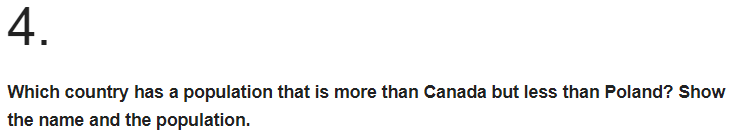 4.
Which country has a population that is more than Canada but less than Poland? Show
the name and the population.